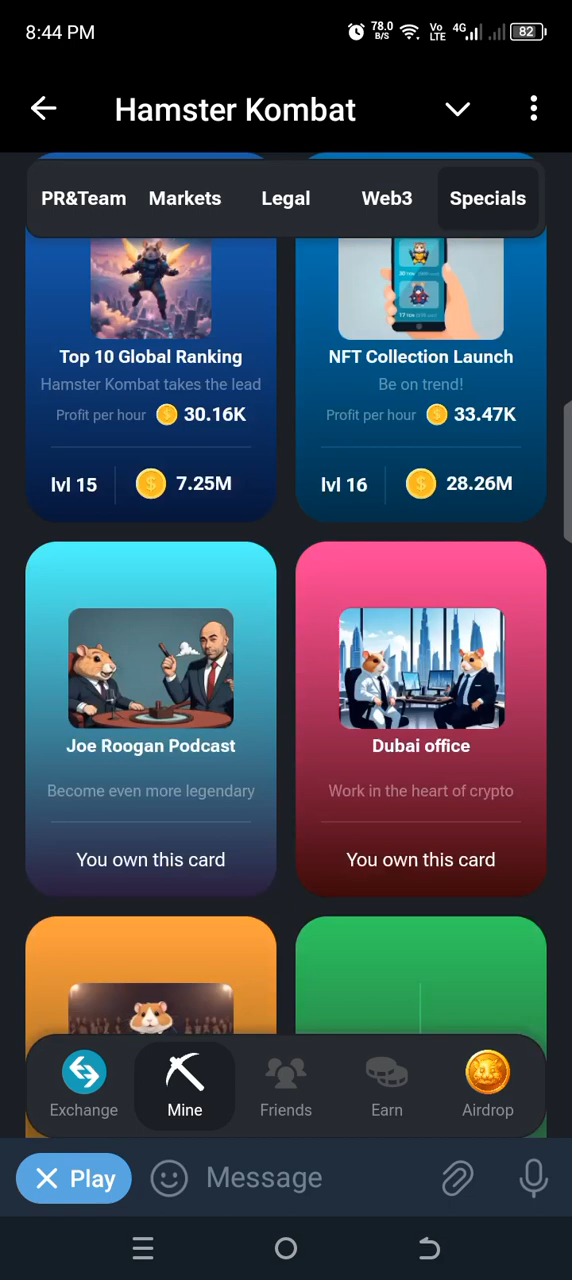 8:44 PM
78.0
B/S
Vo
LTE
4G
82
Hamster Kombat
PR&Team
Markets
Legal
Web3
Specials
Top 10 Global Ranking
Hamster Kombat takes the lead
Profit per hour 30.16K
lvl 15
7.25M
NFT Collection Launch
Be on trend!
Profit per hour 33.47K
lvl 16
28.26M
Joe Roogan Podcast
Become even more legendary
You own this card
Dubai office
Work in the heart of crypto
You own this card
Exchange
Mine
Friends
Earn
Airdrop
Play
Message